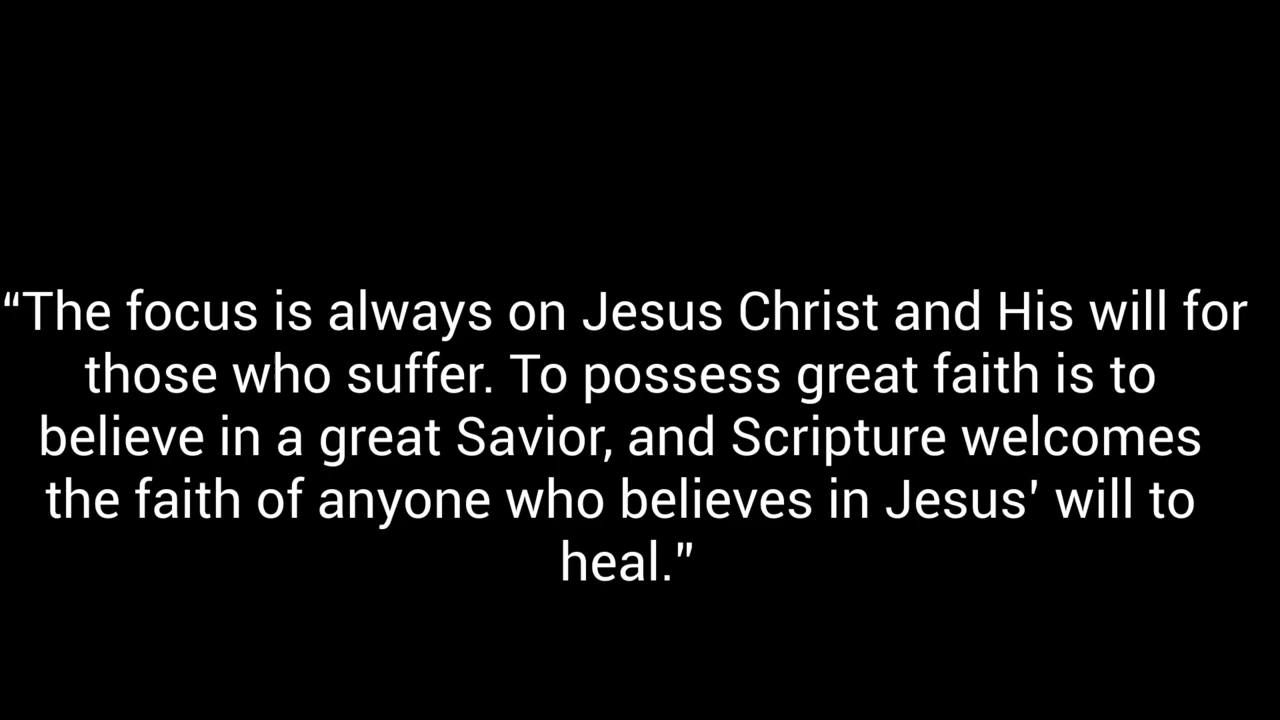 “The focus is always on Jesus Christ and His will for
those who suffer. To possess great faith is to
believe in a great Savior, and Scripture welcomes
the faith of anyone who believes in Jesus' will to
heal.”